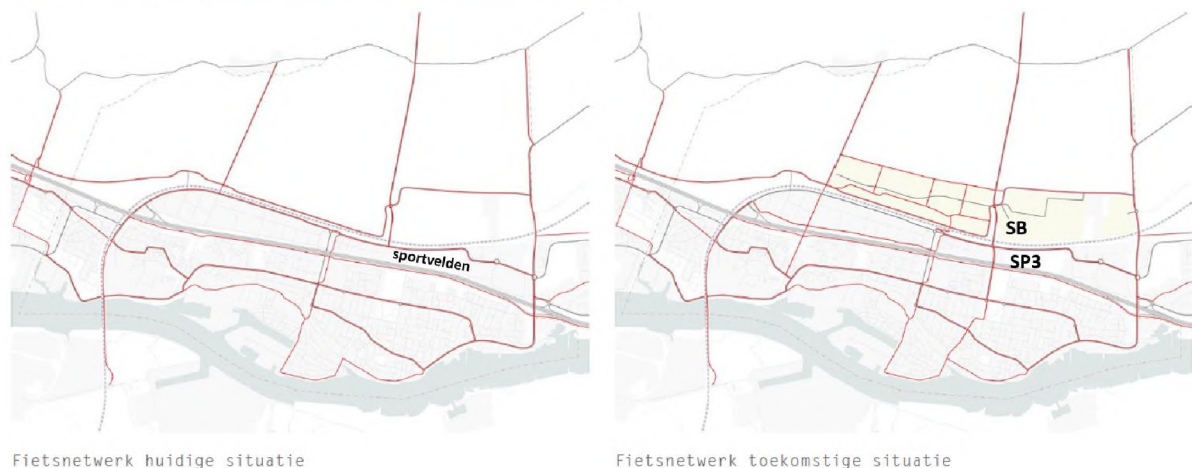 sportvelden
SB
SP3
Fietsnetwerk huidige situatie
Fietsnetwerk toekomstige situatie